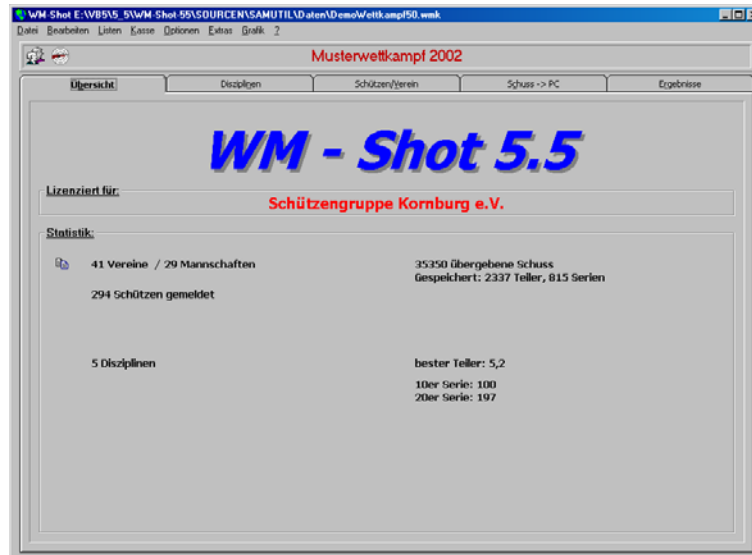 WM-Shot E:\VB5\5_5\WM-Shot-55\SOURCEN\SAMUTIL\Daten\DemoWettkampf50.wmk
Datei Bearbeiten Listen Kasse Optionen Extras Grafik ?
Musterwettkampf 2002
Übersicht Disziplinen Schützen/Verein Schuss -> PC Ergebnisse
WM - Shot 5.5
Lizenziert für:
Schützengruppe Kornburg e.V.
Statistik:
41 Vereine / 29 Mannschaften
294 Schützen gemeldet
5 Disziplinen
35350 übergebene Schuss
Gespeichert: 2337 Teiler, 815 Serien
bester Teiler: 5,2
10er Serie: 100
20er Serie: 197